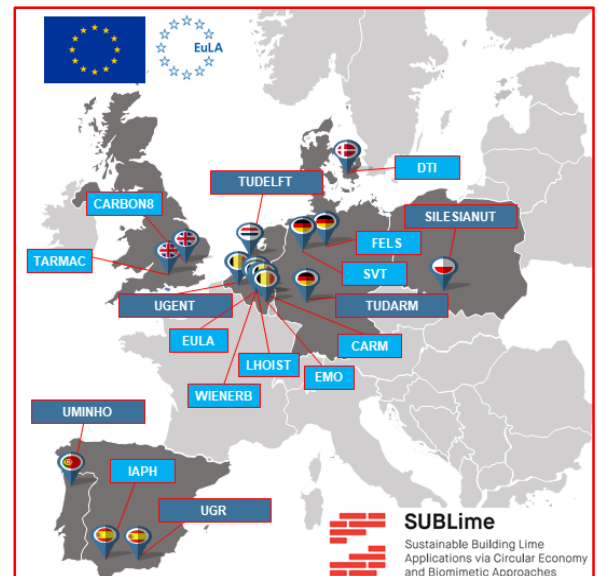 EuLA
DTI
TUDELFT
CARBON8
SILESIANUT
FELS
TARMAC
SVT
UGENT
TUDARM
EULA
CARM
LHOIST
EMO
WIENERB
UMINHO
IAPH
UGR
SUBLime
Sustainable Building Lime
Applications via Circular Economy
and Biomimetic Approaches